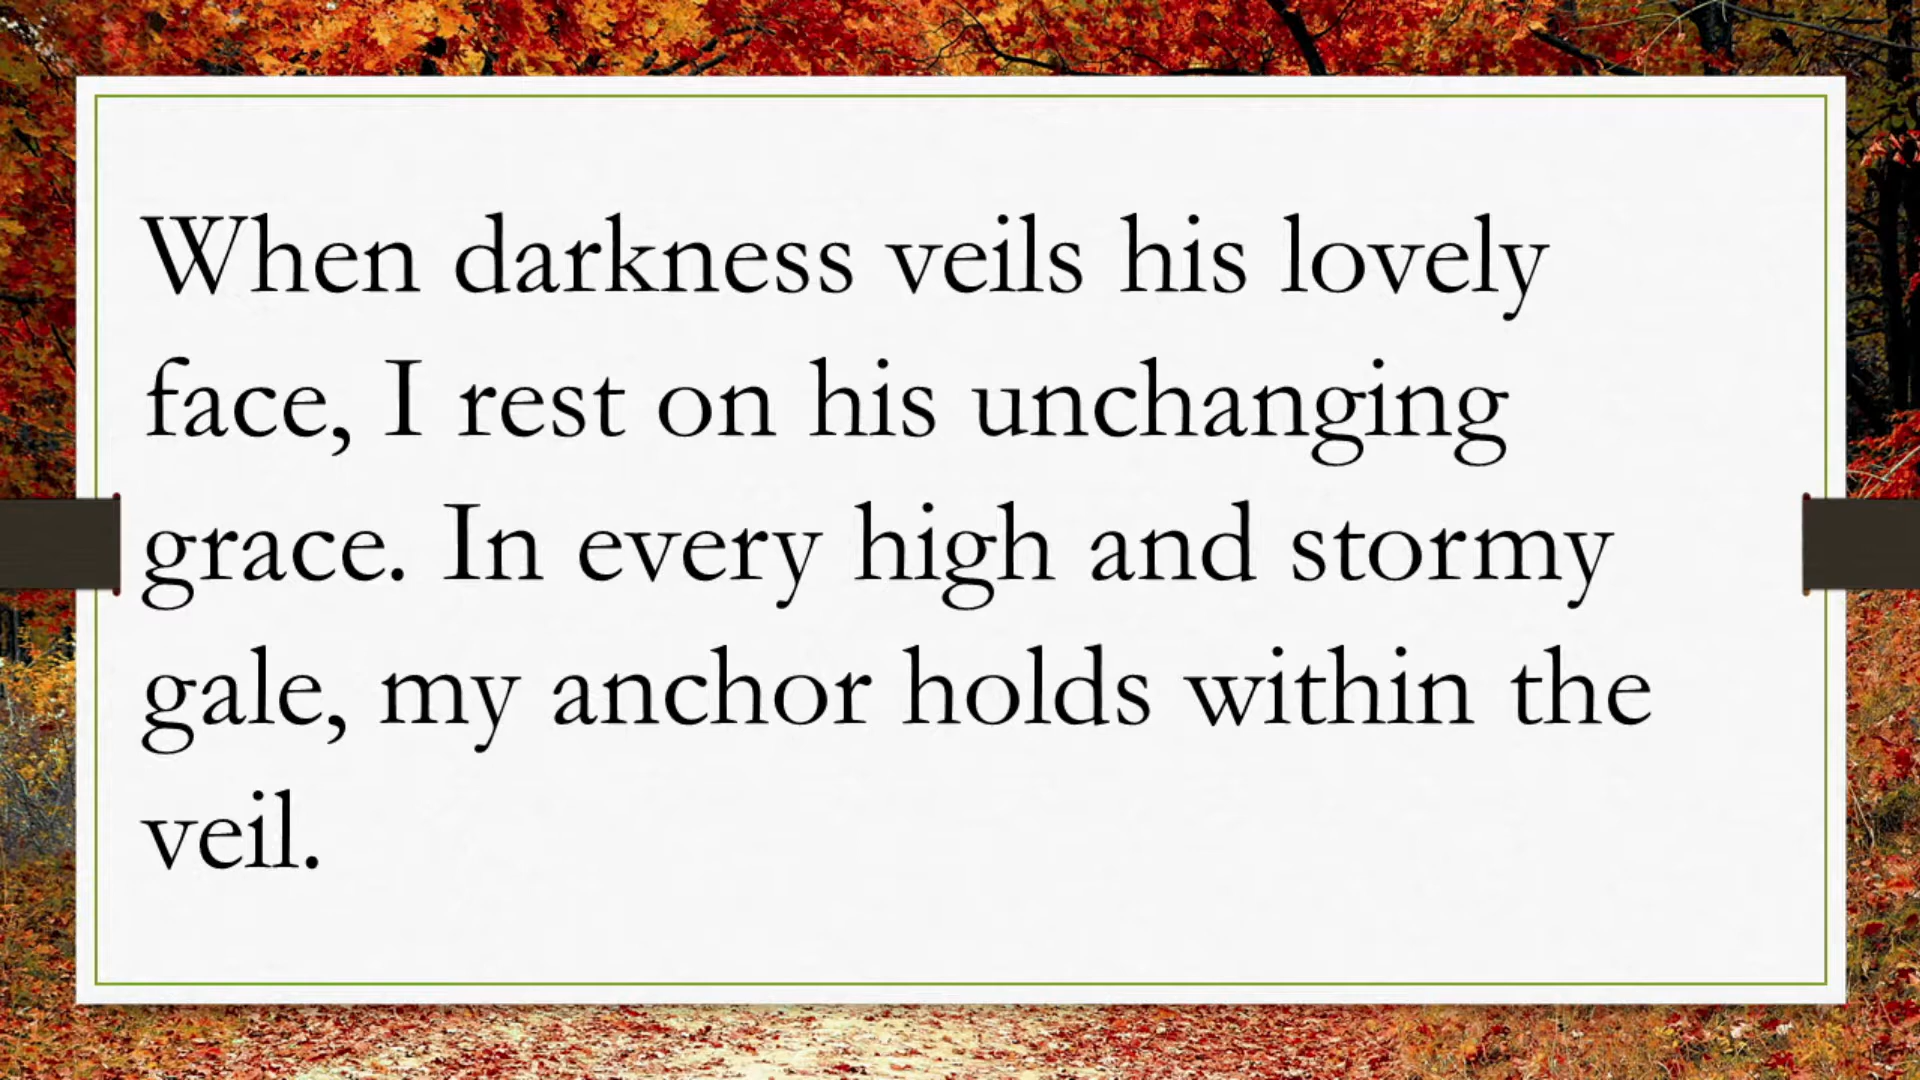 When darkness veils his lovely
face, I rest on his unchanging
grace. In every high and stormy
gale, my anchor holds within the
veil.